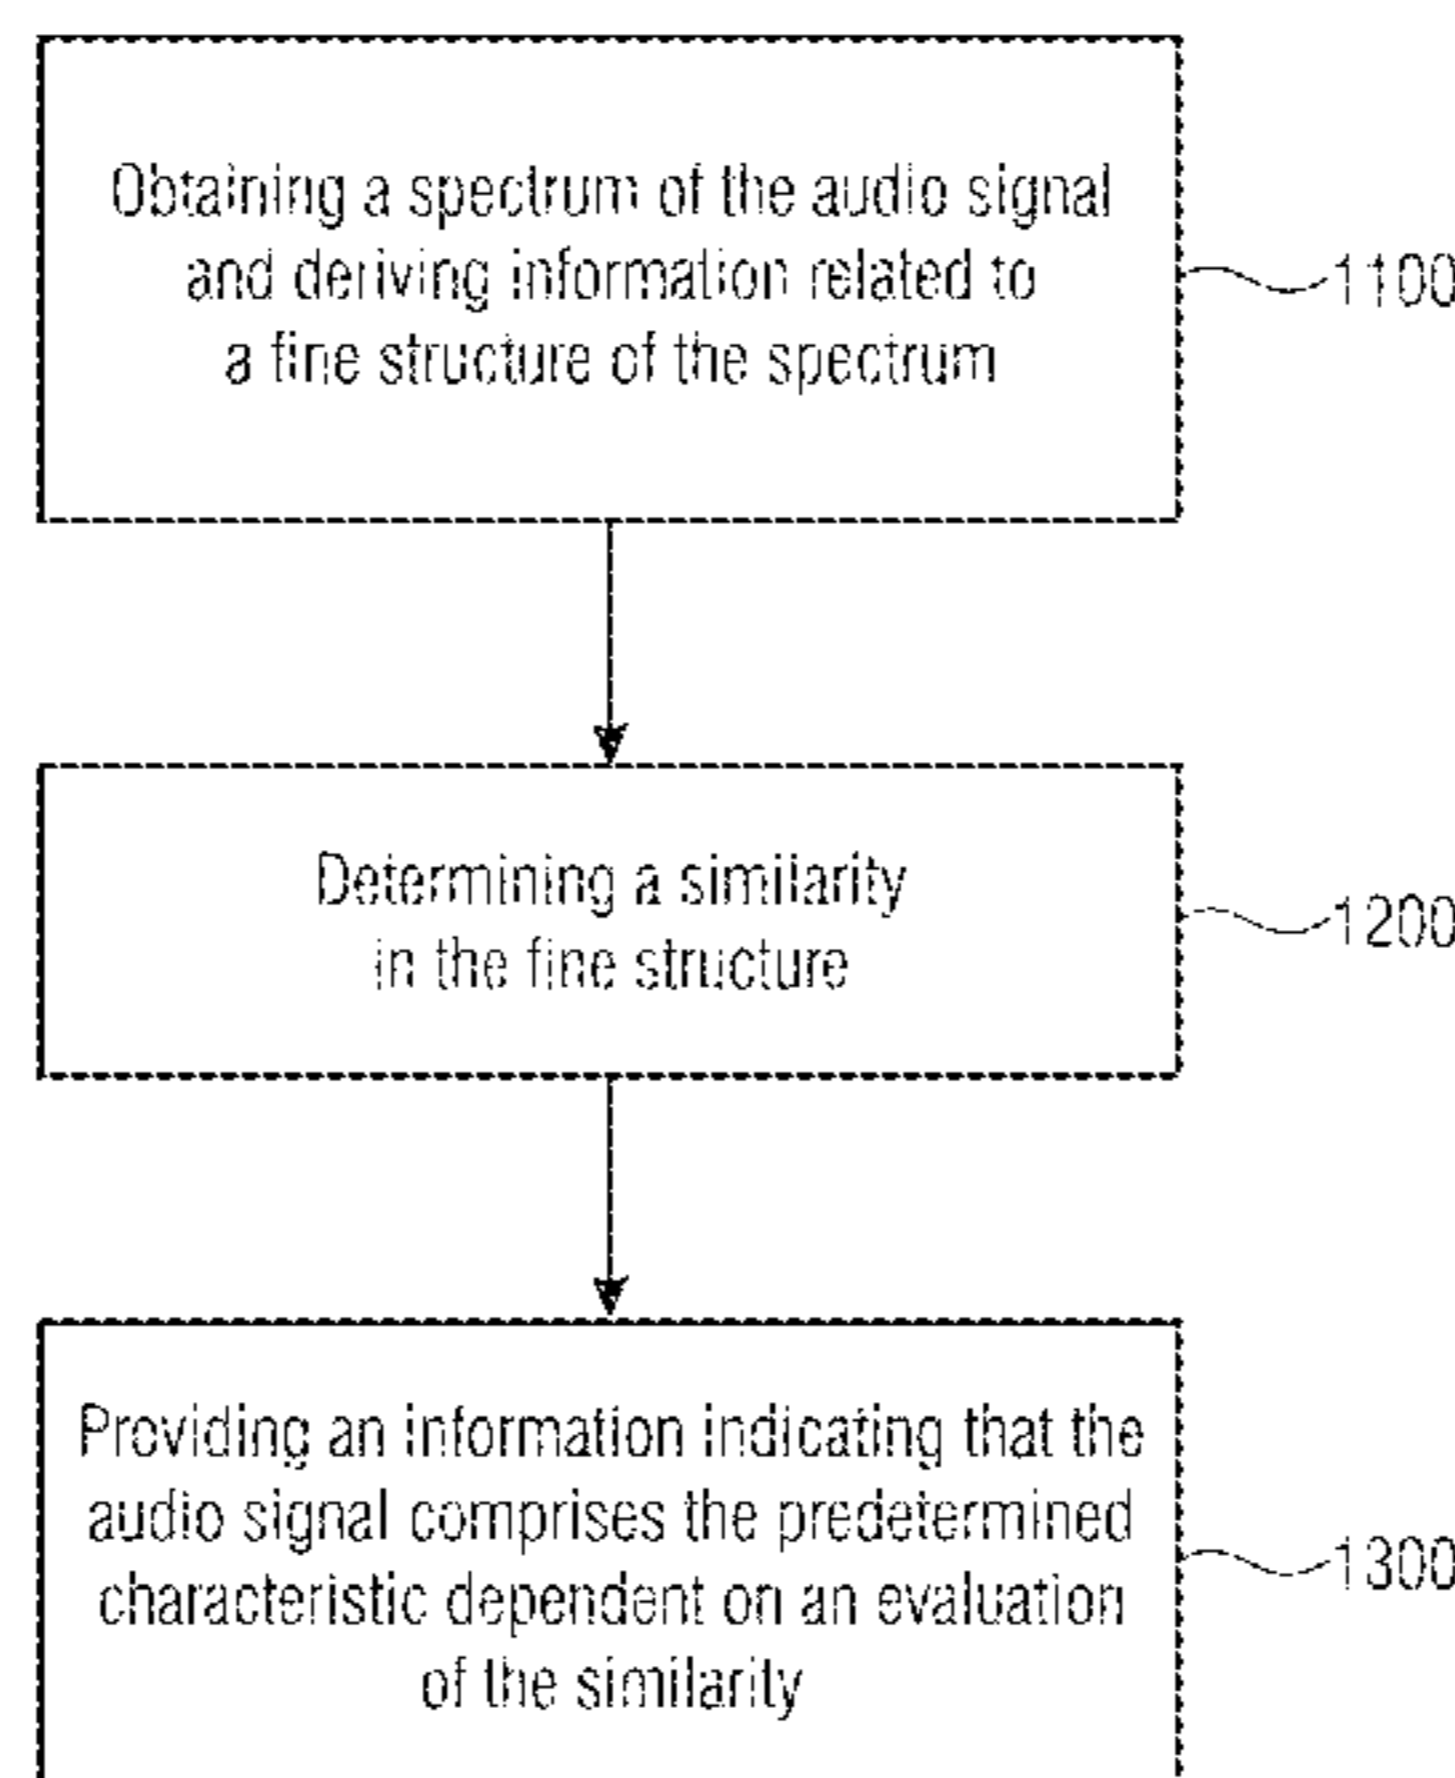 Obtaining a spectrum of the audio signal
and deriving information related to
a fine structure of the spectrum
1100
Determining a similarity
in the fine structure
1200
Providing an information indicating that the
audio signal comprises the predetermined
characteristic dependent on an evaluation
of the similarity
1300